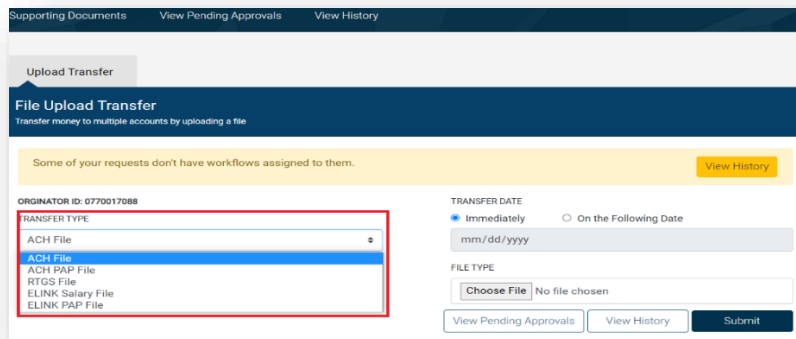 Supporting Documents View Pending Approvals View History
Upload Transfer
File Upload Transfer
Transfer money to multiple accounts by uploading a file
Some of your requests don't have workflows assigned to them. View History
ORGINATOR ID: 0770017088
TRANSFER TYPE
ACH File
ACH File
ACH PAP File
RTGS File
ELINK Salary File
ELINK PAP File
TRANSFER DATE
Immediately On the Following Date
mm/dd/yyyy
FILE TYPE
Choose File No file chosen
View Pending Approvals View History Submit